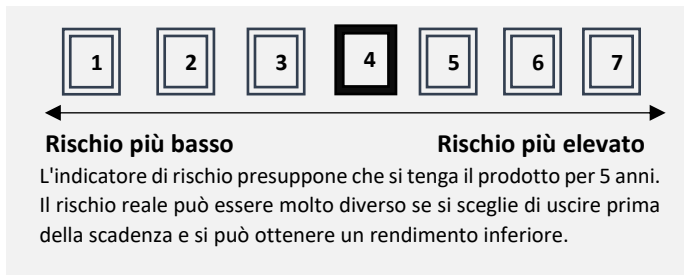 1 2 3 4 5 6 7
Rischio più basso Rischio più elevato
L'indicatore di rischio presuppone che si tenga il prodotto per 5 anni.
Il rischio reale può essere molto diverso se si sceglie di uscire prima
della scadenza e si può ottenere un rendimento inferiore.